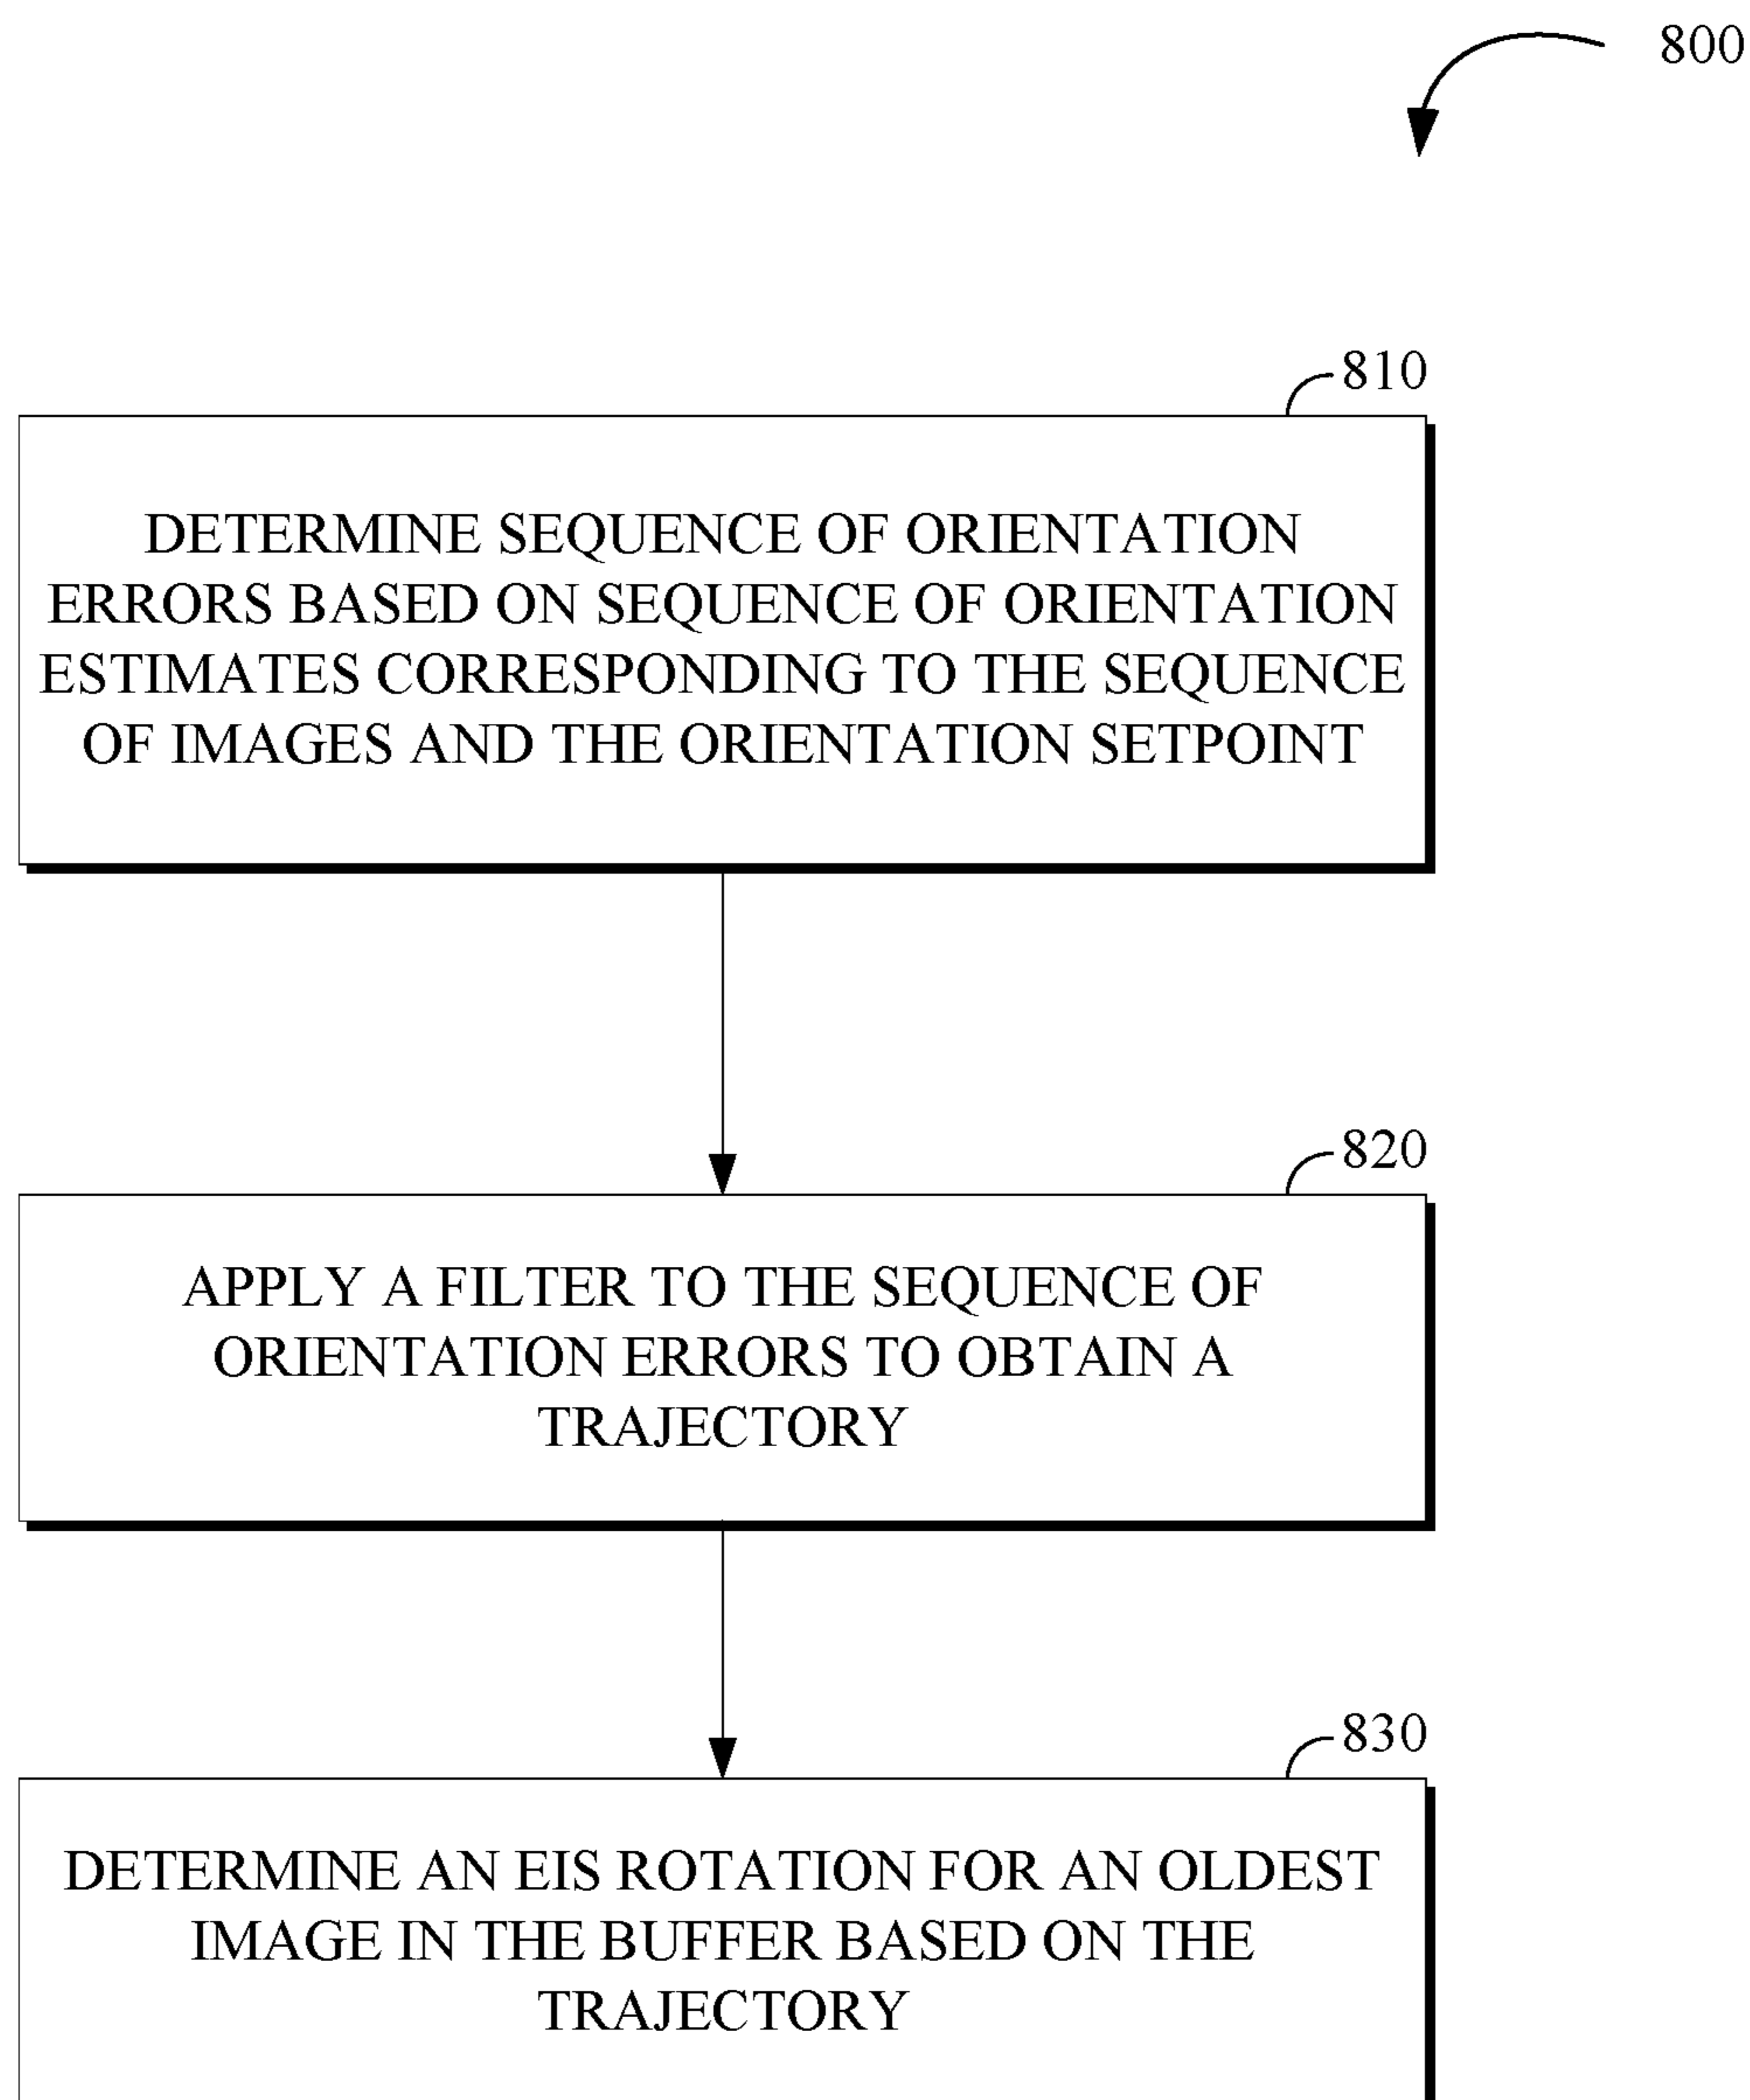 800
810
DETERMINE SEQUENCE OF ORIENTATION
ERRORS BASED ON SEQUENCE OF ORIENTATION
ESTIMATES CORRESPONDING TO THE SEQUENCE
OF IMAGES AND THE ORIENTATION SETPOINT
820
APPLY A FILTER TO THE SEQUENCE OF
ORIENTATION ERRORS TO OBTAIN A
TRAJECTORY
830
DETERMINE AN EIS ROTATION FOR AN OLDEST
IMAGE IN THE BUFFER BASED ON THE
TRAJECTORY